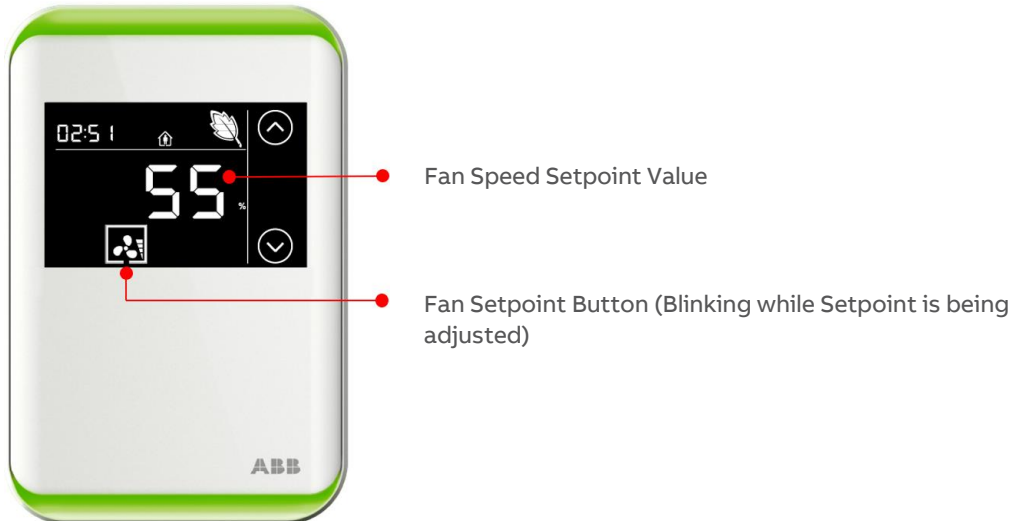 02:51
55
%
Fan Speed Setpoint Value
Fan Setpoint Button (Blinking while Setpoint is being
adjusted)
ABB